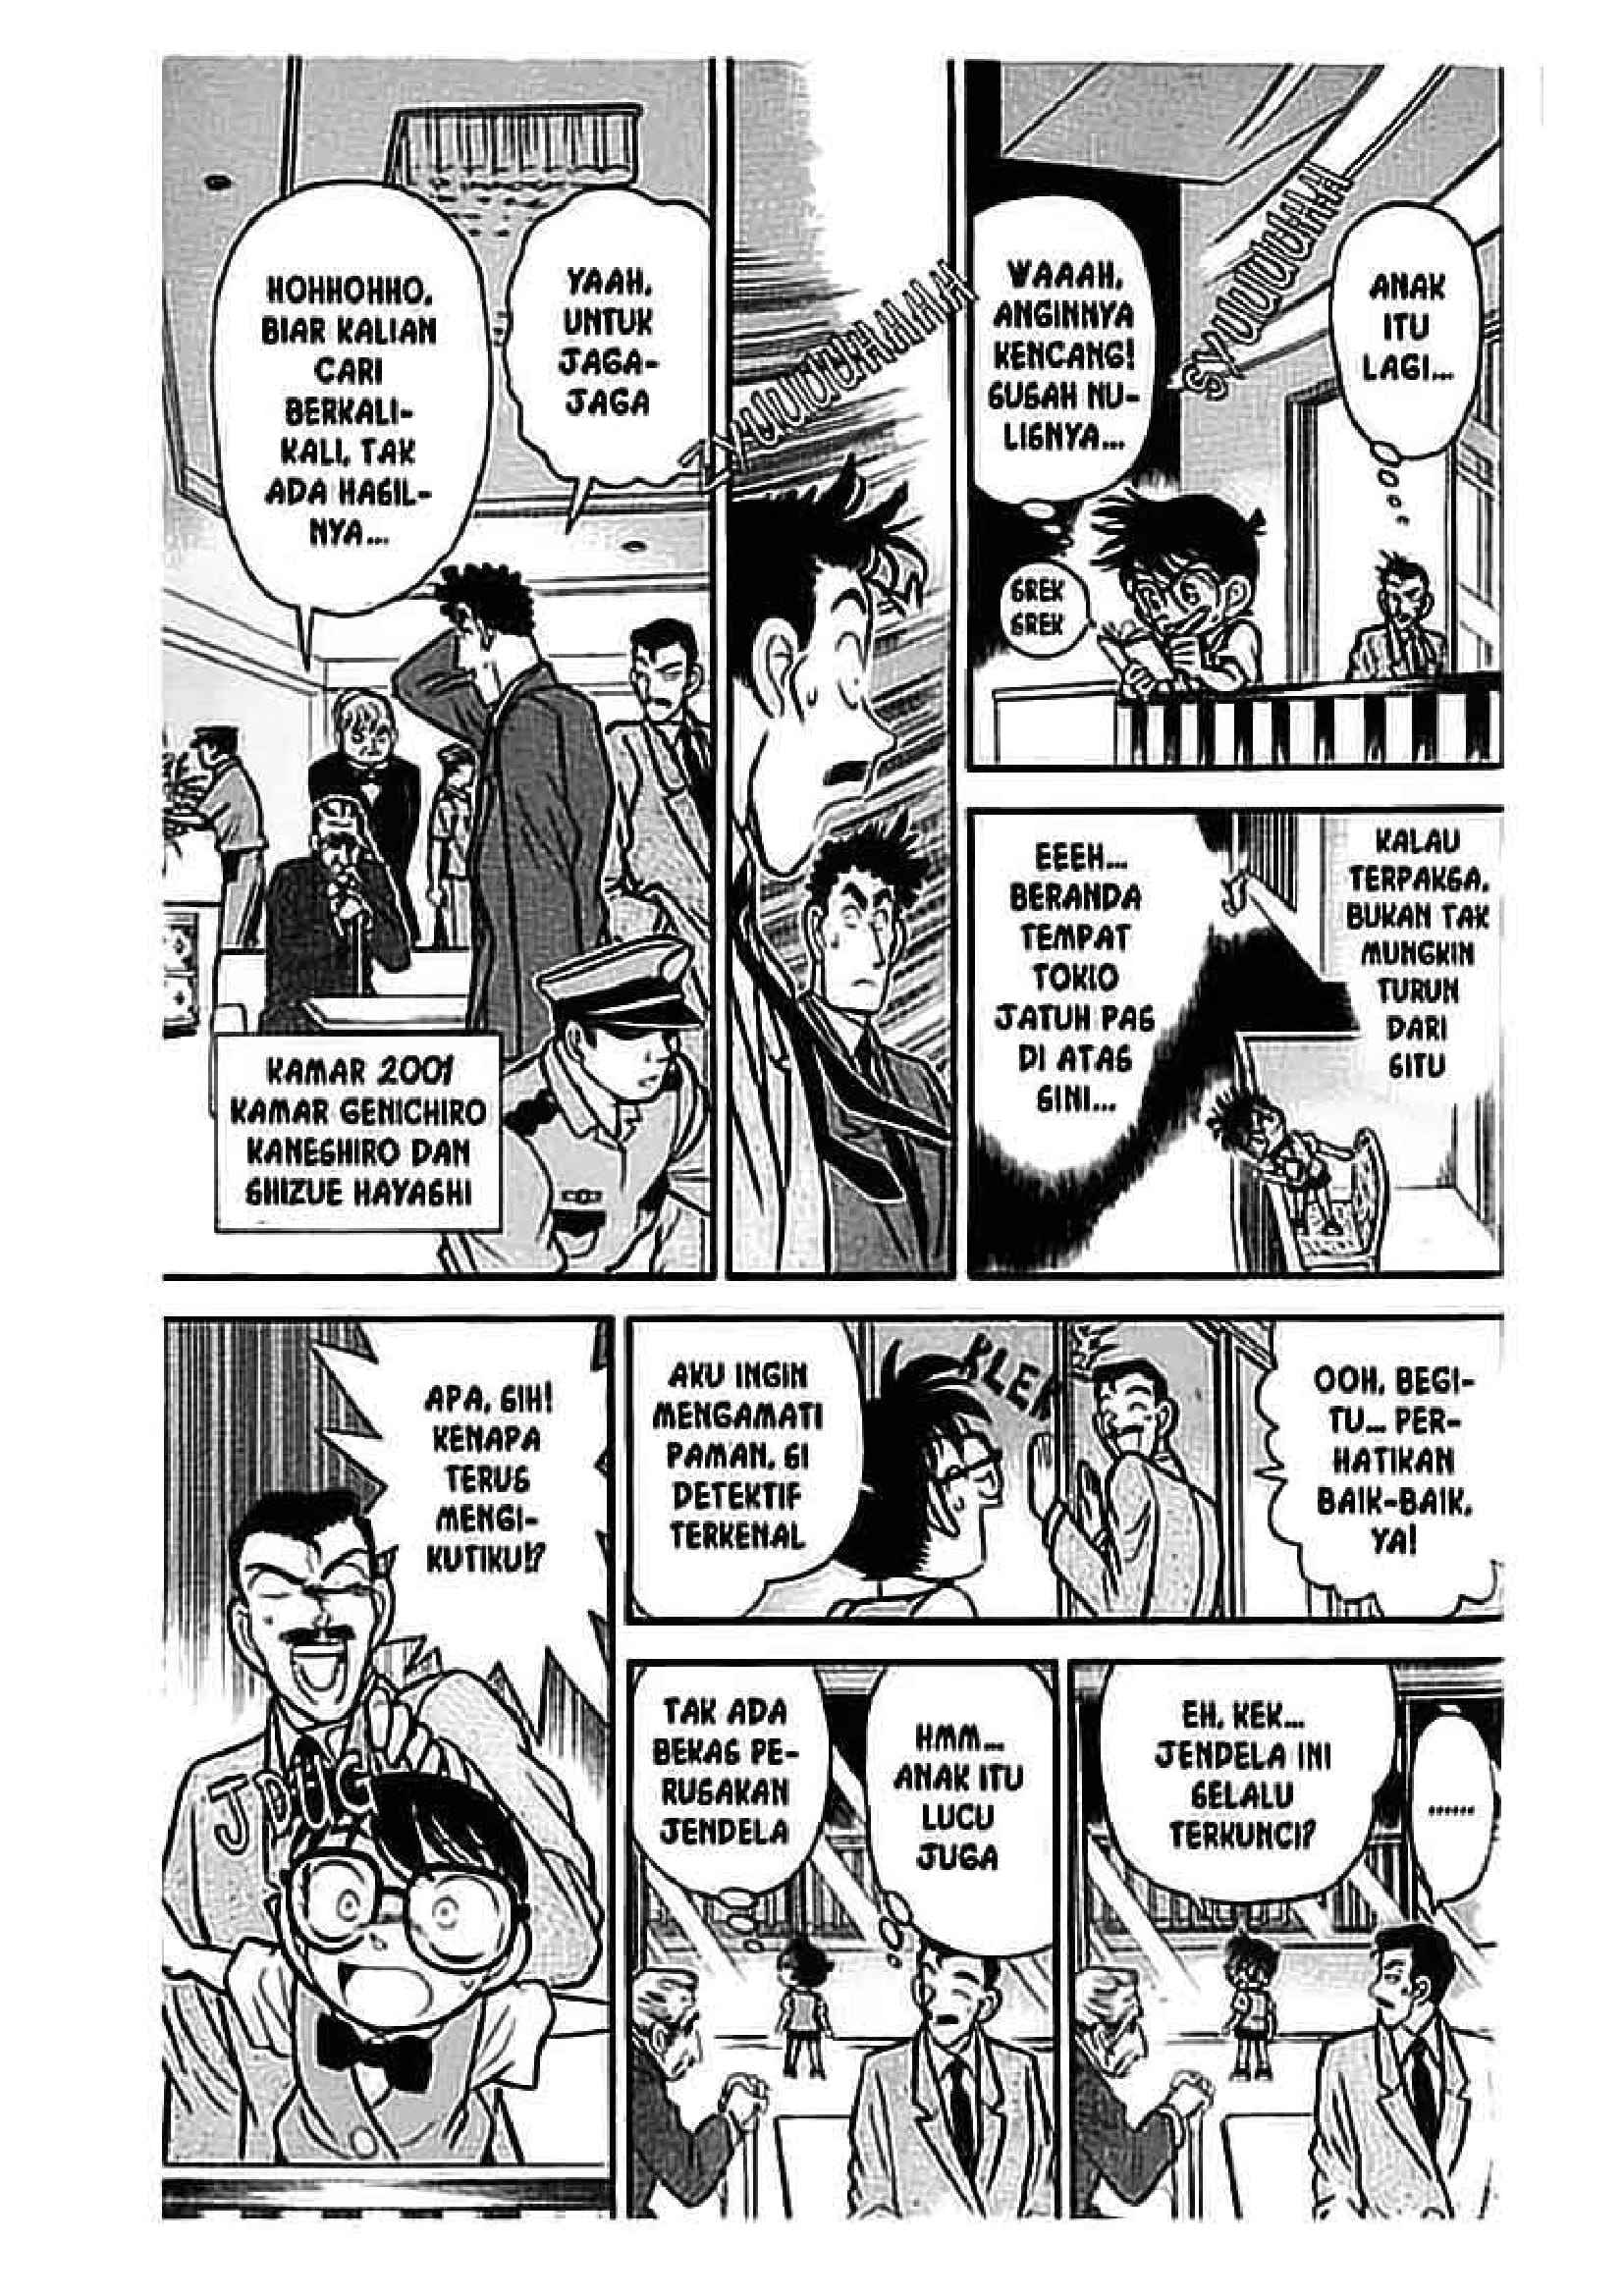 HOHHOHHO,
BIAR KALIAN
CARI
BERKALI-
KALI, TAK
ADA HASIL-
NYA...
YAAH,
UNTUK
JAGA-
JAGA
KAMAR 2001
KAMAR GENICHIRO
KANESHIRO DAN
SHIZUE HAYASHI
WAAAH,
ANGINNYA
KENCANG!
SUSAH NU-
LISNYA...
SREK
SREK
SYUUUUHHH
ANAK
ITU
LAGI...
EEEH...
BERANDA
TEMPAT
TOKIO
JATUH PAS
DI ATAS
SINI...
KALAU
TERPAKSA,
BUKAN TAK
MUNGKIN
TURUN
DARI
SITU
APA, SIH!
KENAPA
TERUS
MENGI-
KUTIKU!?
JDUG
AKU INGIN
MENGAMATI
PAMAN, SI
DETEKTIF
TERKENAL
KLEK
OOH, BEGI-
TU... PER-
HATIKAN
BAIK-BAIK,
YA!
TAK ADA
BEKAS PE-
RUSAKAN
JENDELA
HMM...
ANAK ITU
LUCU
JUGA
EH, KEK...
JENDELA INI
SELALU
TERKUNCI?
......